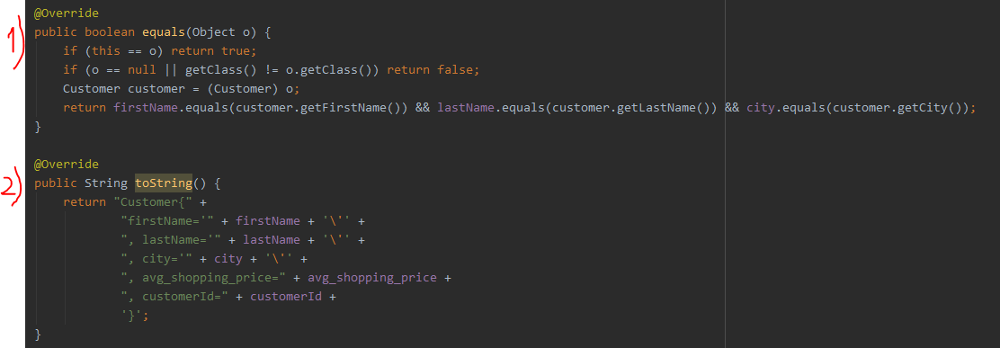 @Override
1) public boolean equals(Object o) {
if (this == o) return true;
if (o == null || getClass() != o.getClass()) return false;
Customer customer = (Customer) o;
return firstName.equals(customer.getFirstName()) && lastName.equals(customer.getLastName()) && city.equals(customer.getCity());
}
@Override
2) public String toString() {
return "Customer{" +
"firstName='" + firstName + '\'' +
", lastName='" + lastName + '\'' +
", city='" + city + '\'' +
", avg_shopping_price=" + avg_shopping_price +
", customerId=" + customerId +
'}';
}